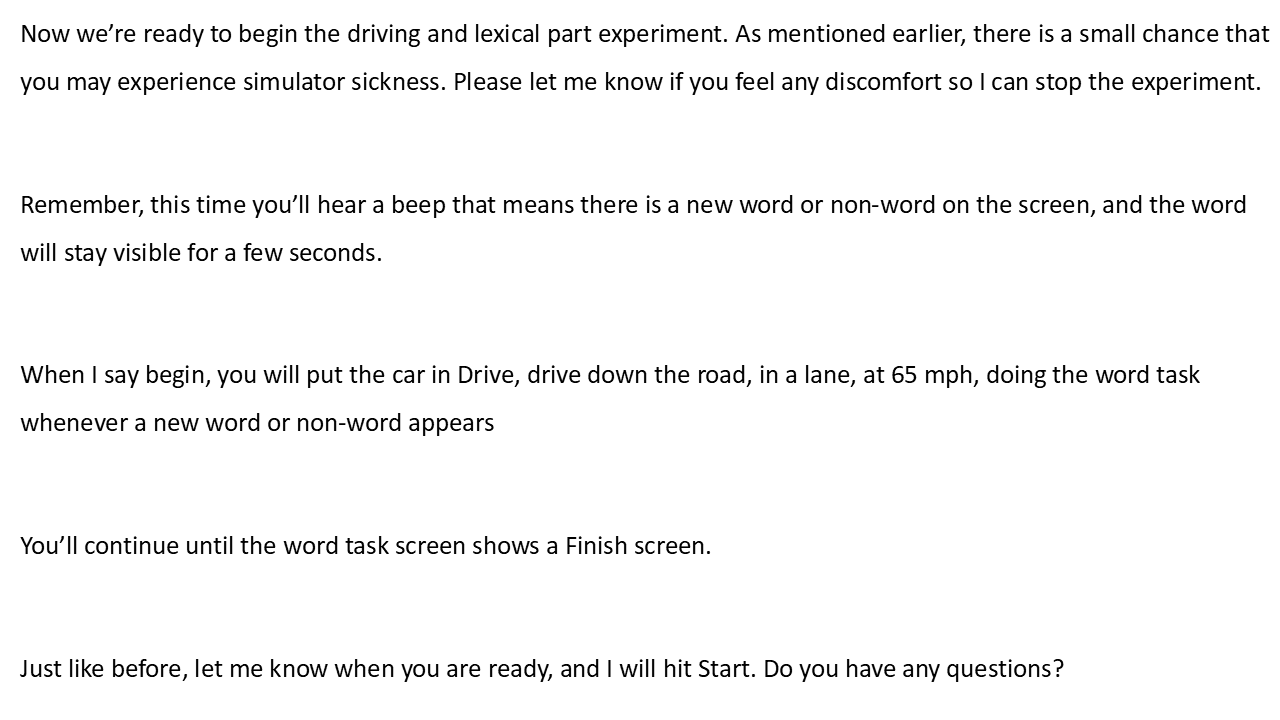 Now we’re ready to begin the driving and lexical part experiment. As mentioned earlier, there is a small chance that
you may experience simulator sickness. Please let me know if you feel any discomfort so I can stop the experiment.
Remember, this time you’ll hear a beep that means there is a new word or non-word on the screen, and the word
will stay visible for a few seconds.
When I say begin, you will put the car in Drive, drive down the road, in a lane, at 65 mph, doing the word task
whenever a new word or non-word appears
You’ll continue until the word task screen shows a Finish screen.
Just like before, let me know when you are ready, and I will hit Start. Do you have any questions?